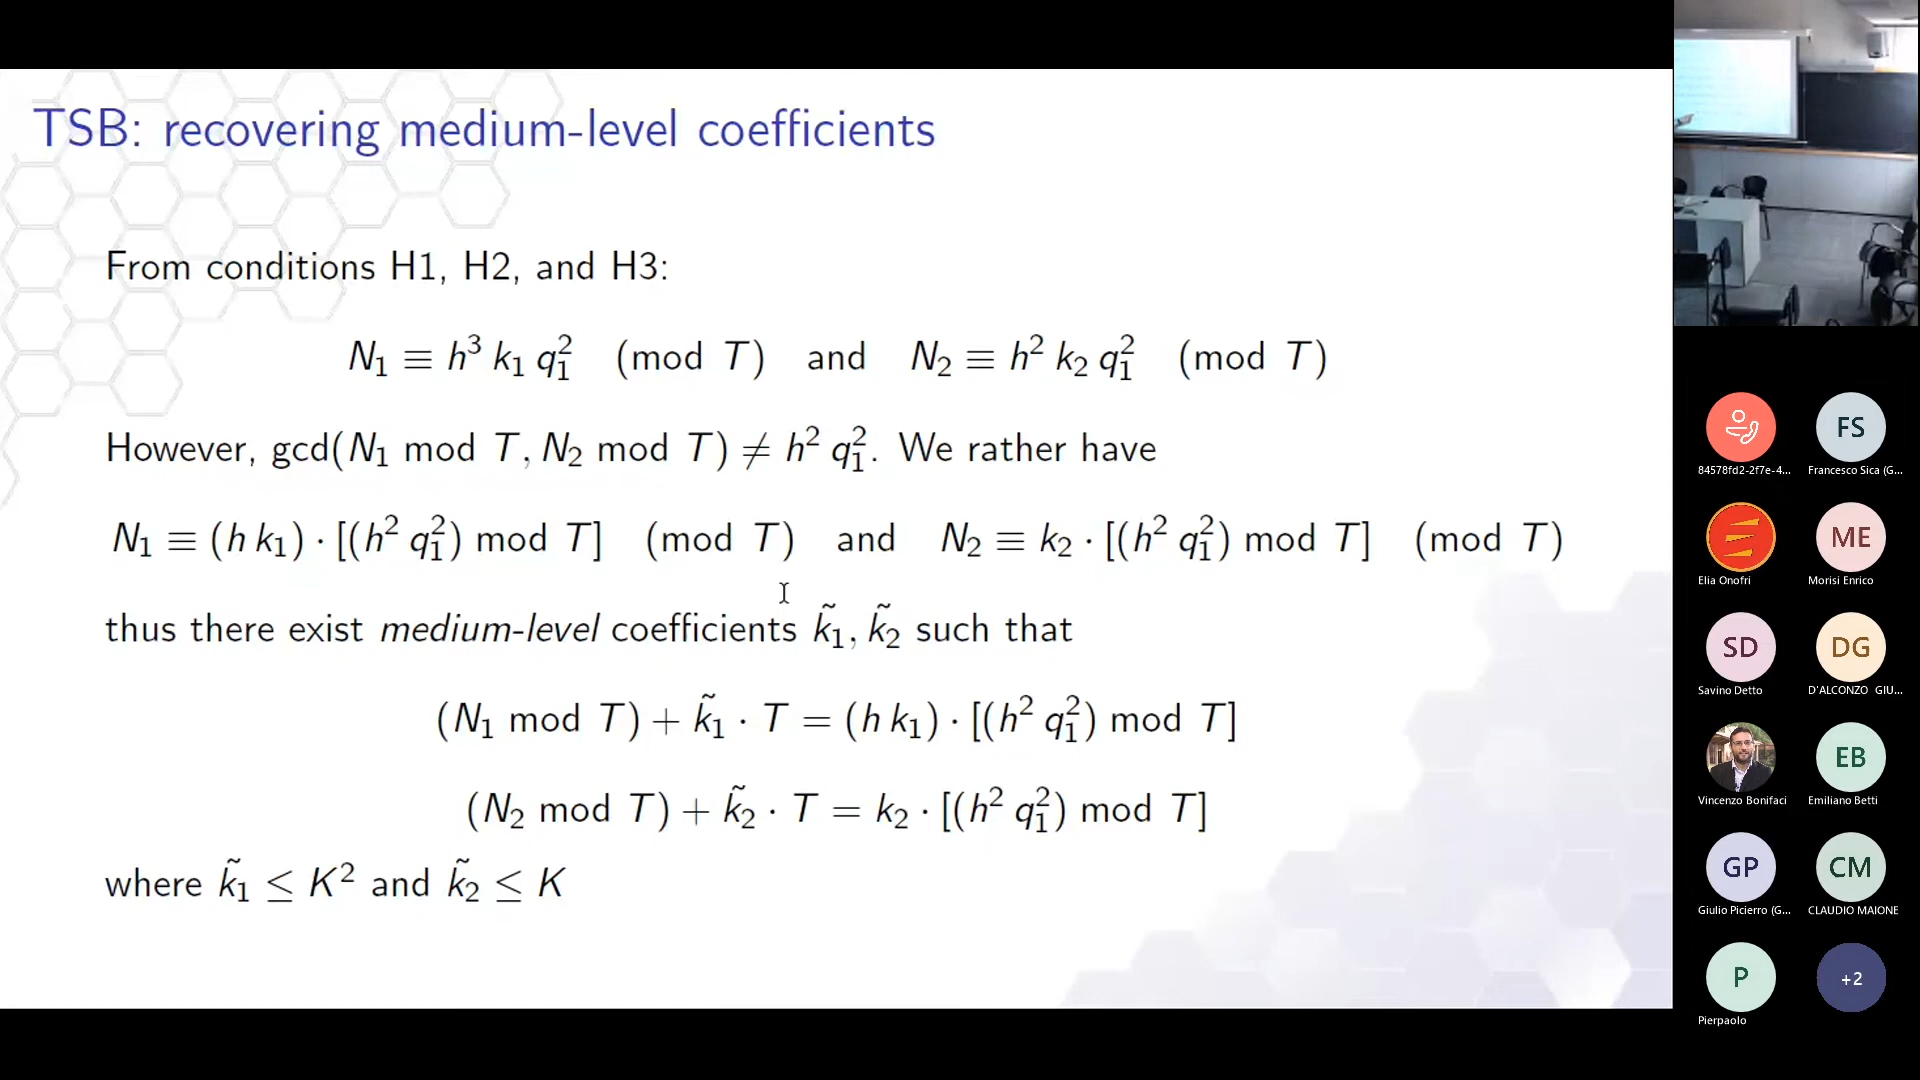 TSB: recovering medium-level coefficients
From conditions H1, H2, and H3:
N₁ ≡ h³ k₁ q₁² (mod T) and N₂ ≡ h² k₂ q₁² (mod T)
However, gcd(N₁ mod T, N₂ mod T) ≠ h² q₁². We rather have
N₁ ≡ (h k₁) · [(h² q₁²) mod T] (mod T) and N₂ ≡ k₂ · [(h² q₁²) mod T] (mod T)
thus there exist medium-level coefficients k̃₁, k̃₂ such that
(N₁ mod T) + k̃₁ · T = (h k₁) · [(h² q₁²) mod T]
(N₂ mod T) + k̃₂ · T = k₂ · [(h² q₁²) mod T]
where k̃₁ ≤ K² and k̃₂ ≤ K
FS
84578fd2-2f7e-4... Francesco Sica (G...
ME
Elia Onofri Morisi Enrico
SD DG
Savino Detto D'ALCONZO GIU...
EB
Vincenzo Bonifaci Emiliano Betti
GP CM
Giulio Picierro (G... CLAUDIO MAIONE
P +2
Pierpaolo